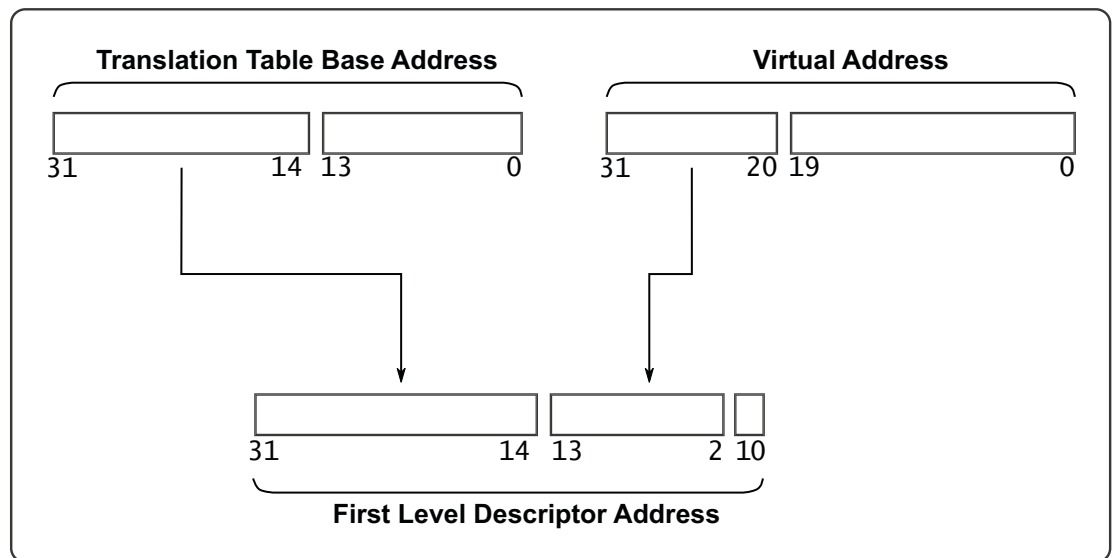 Translation Table Base Address Virtual Address
31 14 13 0 31 20 19 0
31 14 13 2 10
First Level Descriptor Address